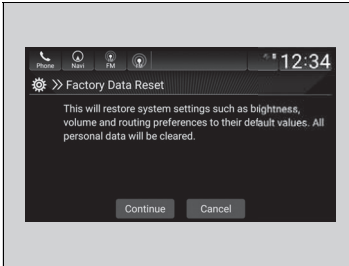 Phone Navi FM 12:34
>> Factory Data Reset
This will restore system settings such as brightness,
volume and routing preferences to their default values. All
personal data will be cleared.
Continue Cancel